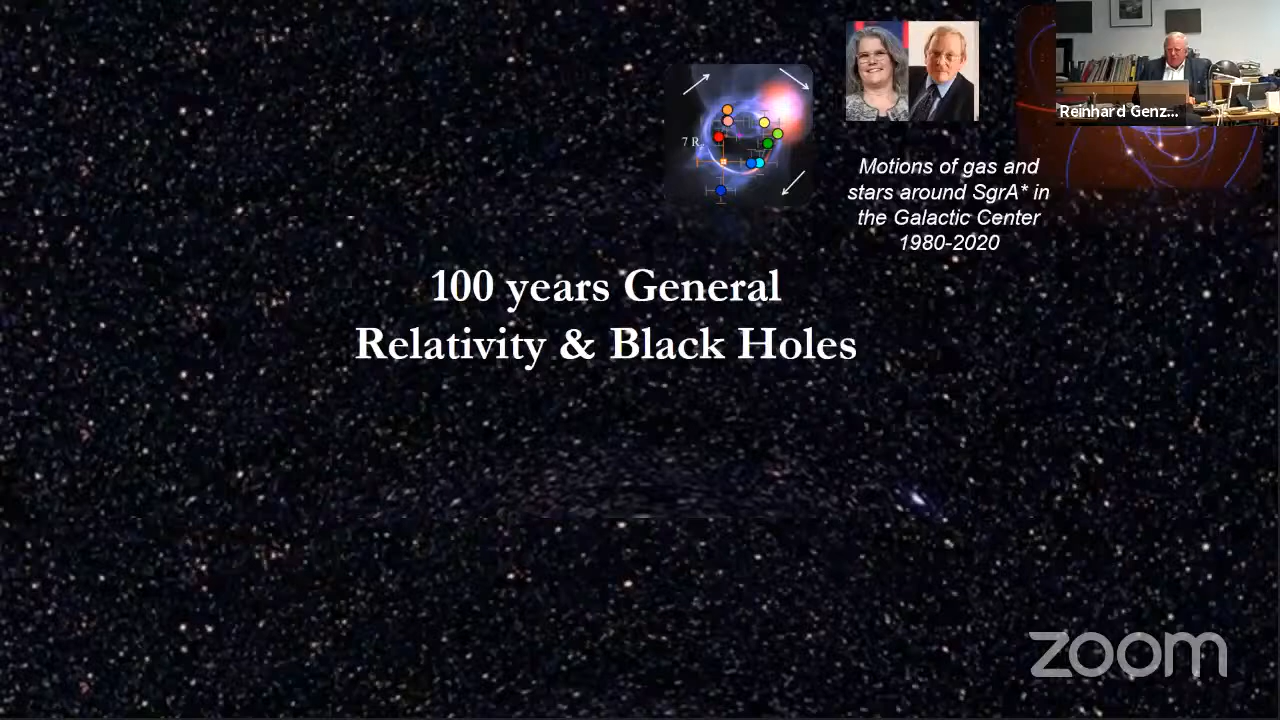 Reinhard Genz...
7 R
Motions of gas and
stars around SgrA* in
the Galactic Center
1980-2020
100 years General
Relativity & Black Holes
zoom